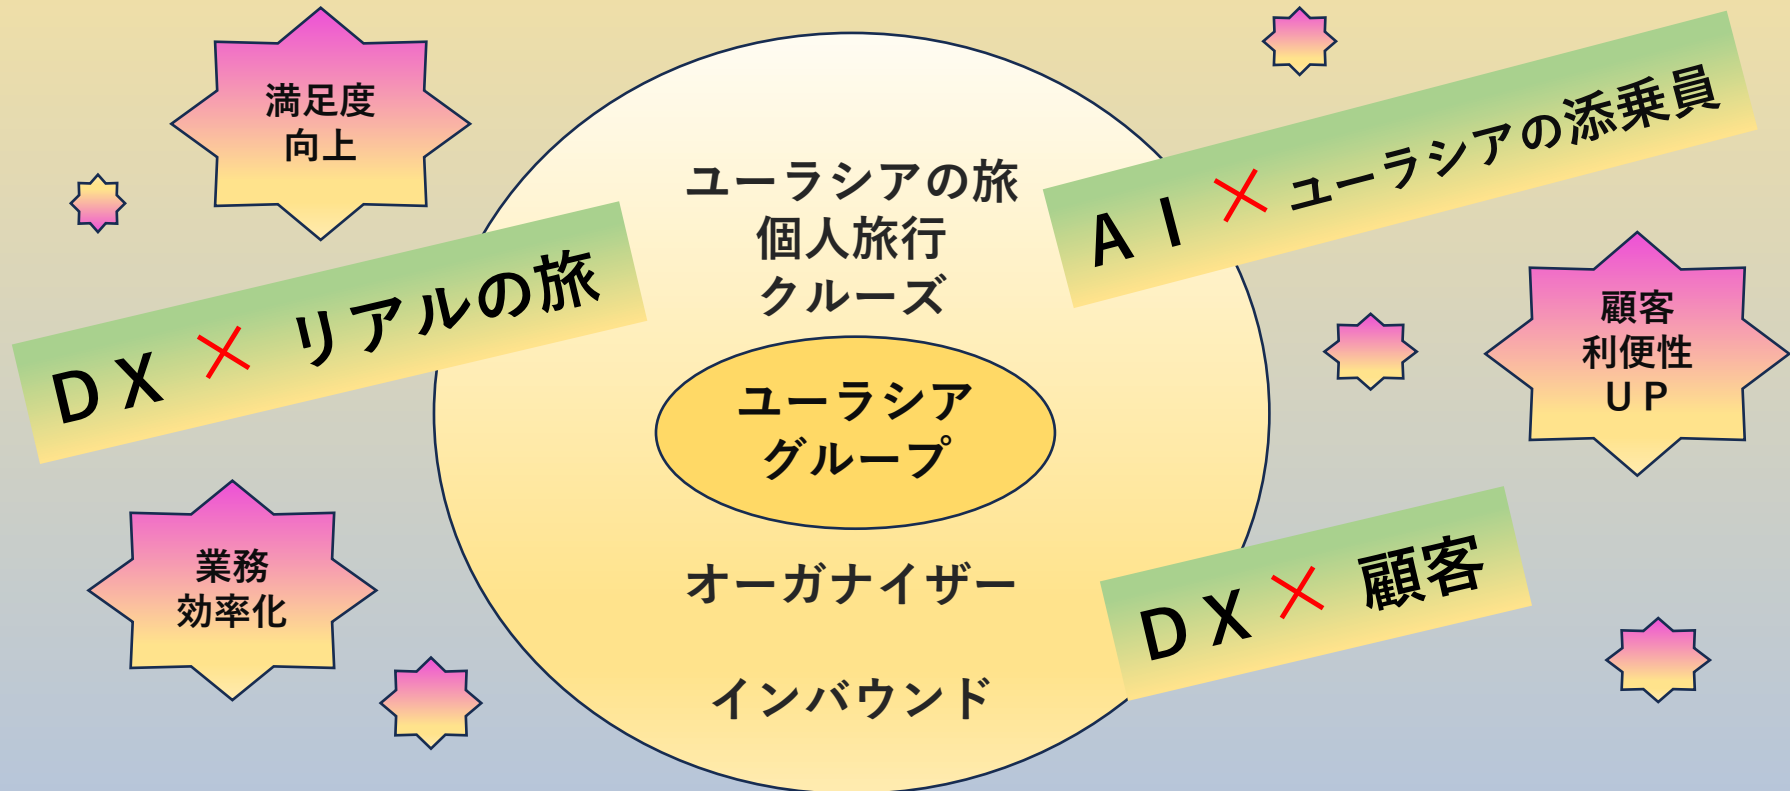 満足度
向上
ＤＸ × リアルの旅
業務
効率化
ユーラシアの旅
個人旅行
クルーズ
ユーラシア
グループ
オーガナイザー
インバウンド
ＡＩ × ユーラシアの添乗員
顧客
利便性
ＵＰ
ＤＸ × 顧客